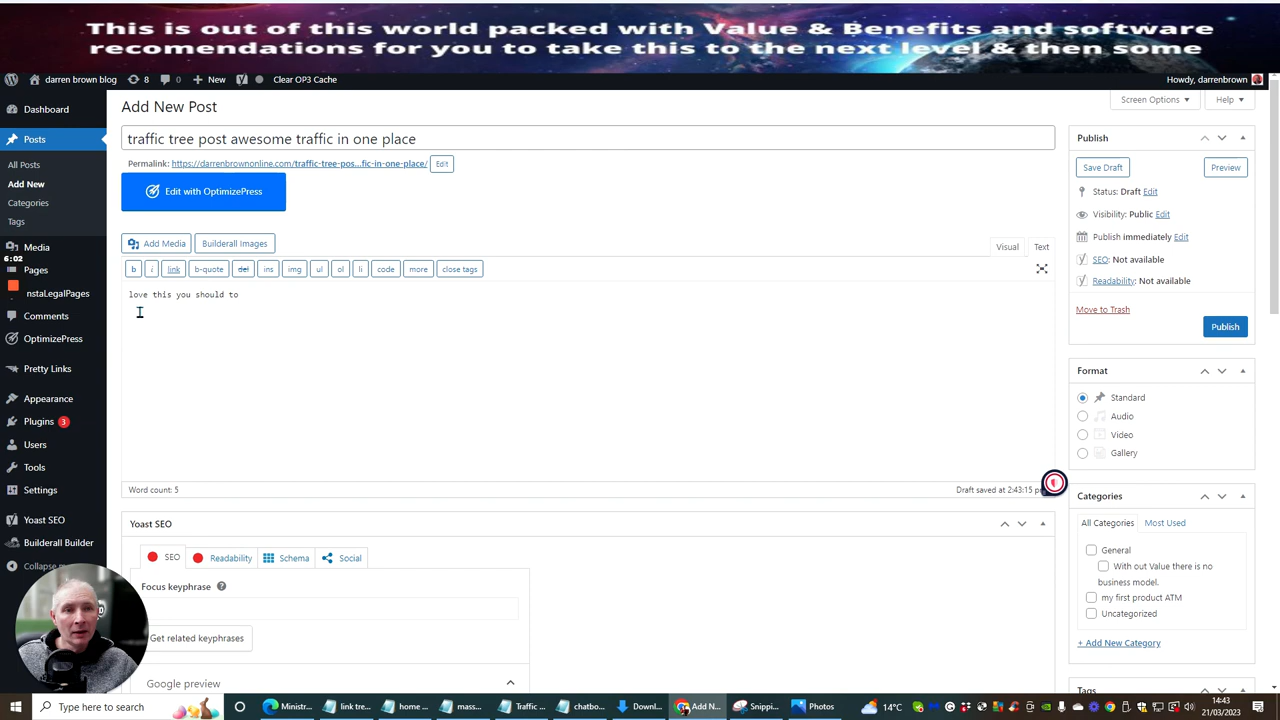 This is out of this world packed with Value & Benefits and software
recomendations for you to take this to the next level & then some
darren brown blog
8
0
New
Clear OP3 Cache
Howdy, darrenbrown
Dashboard
Posts
All Posts
Add New
Categories
Tags
Media
6:02
Pages
nstaLegalPages
Comments
OptimizePress
Pretty Links
Appearance
Plugins 3
Users
Tools
Settings
Yoast SEO
Builderall Builder
Collapse
Add New Post
Screen Options
Help
traffic tree post awesome traffic in one place
Permalink: https://darrenbrownonline.com/traffic-tree-pos...fic-in-one-place/ Edit
Edit with OptimizePress
Add Media
Builderall Images
Visual
Text
b
i
link
b-quote
del
ins
img
ul
ol
li
code
more
close tags
love this you should to
Word count: 5
Draft saved at 2:43:15
Yoast SEO
SEO
Readability
Schema
Social
Focus keyphrase ?
Get related keyphrases
Google preview
Publish
Save Draft
Preview
Status: Draft Edit
Visibility: Public Edit
Publish immediately Edit
SEO: Not available
Readability: Not available
Move to Trash
Publish
Format
Standard
Audio
Video
Gallery
Categories
All Categories
Most Used
General
With out Value there is no
business model.
my first product ATM
Uncategorized
+ Add New Category
Tags
Type here to search
Ministr...
link tre...
home ...
mass...
Traffic ...
chatbo...
Downl...
Add N...
Snippi...
Photos
14°C
14:43
21/03/2023